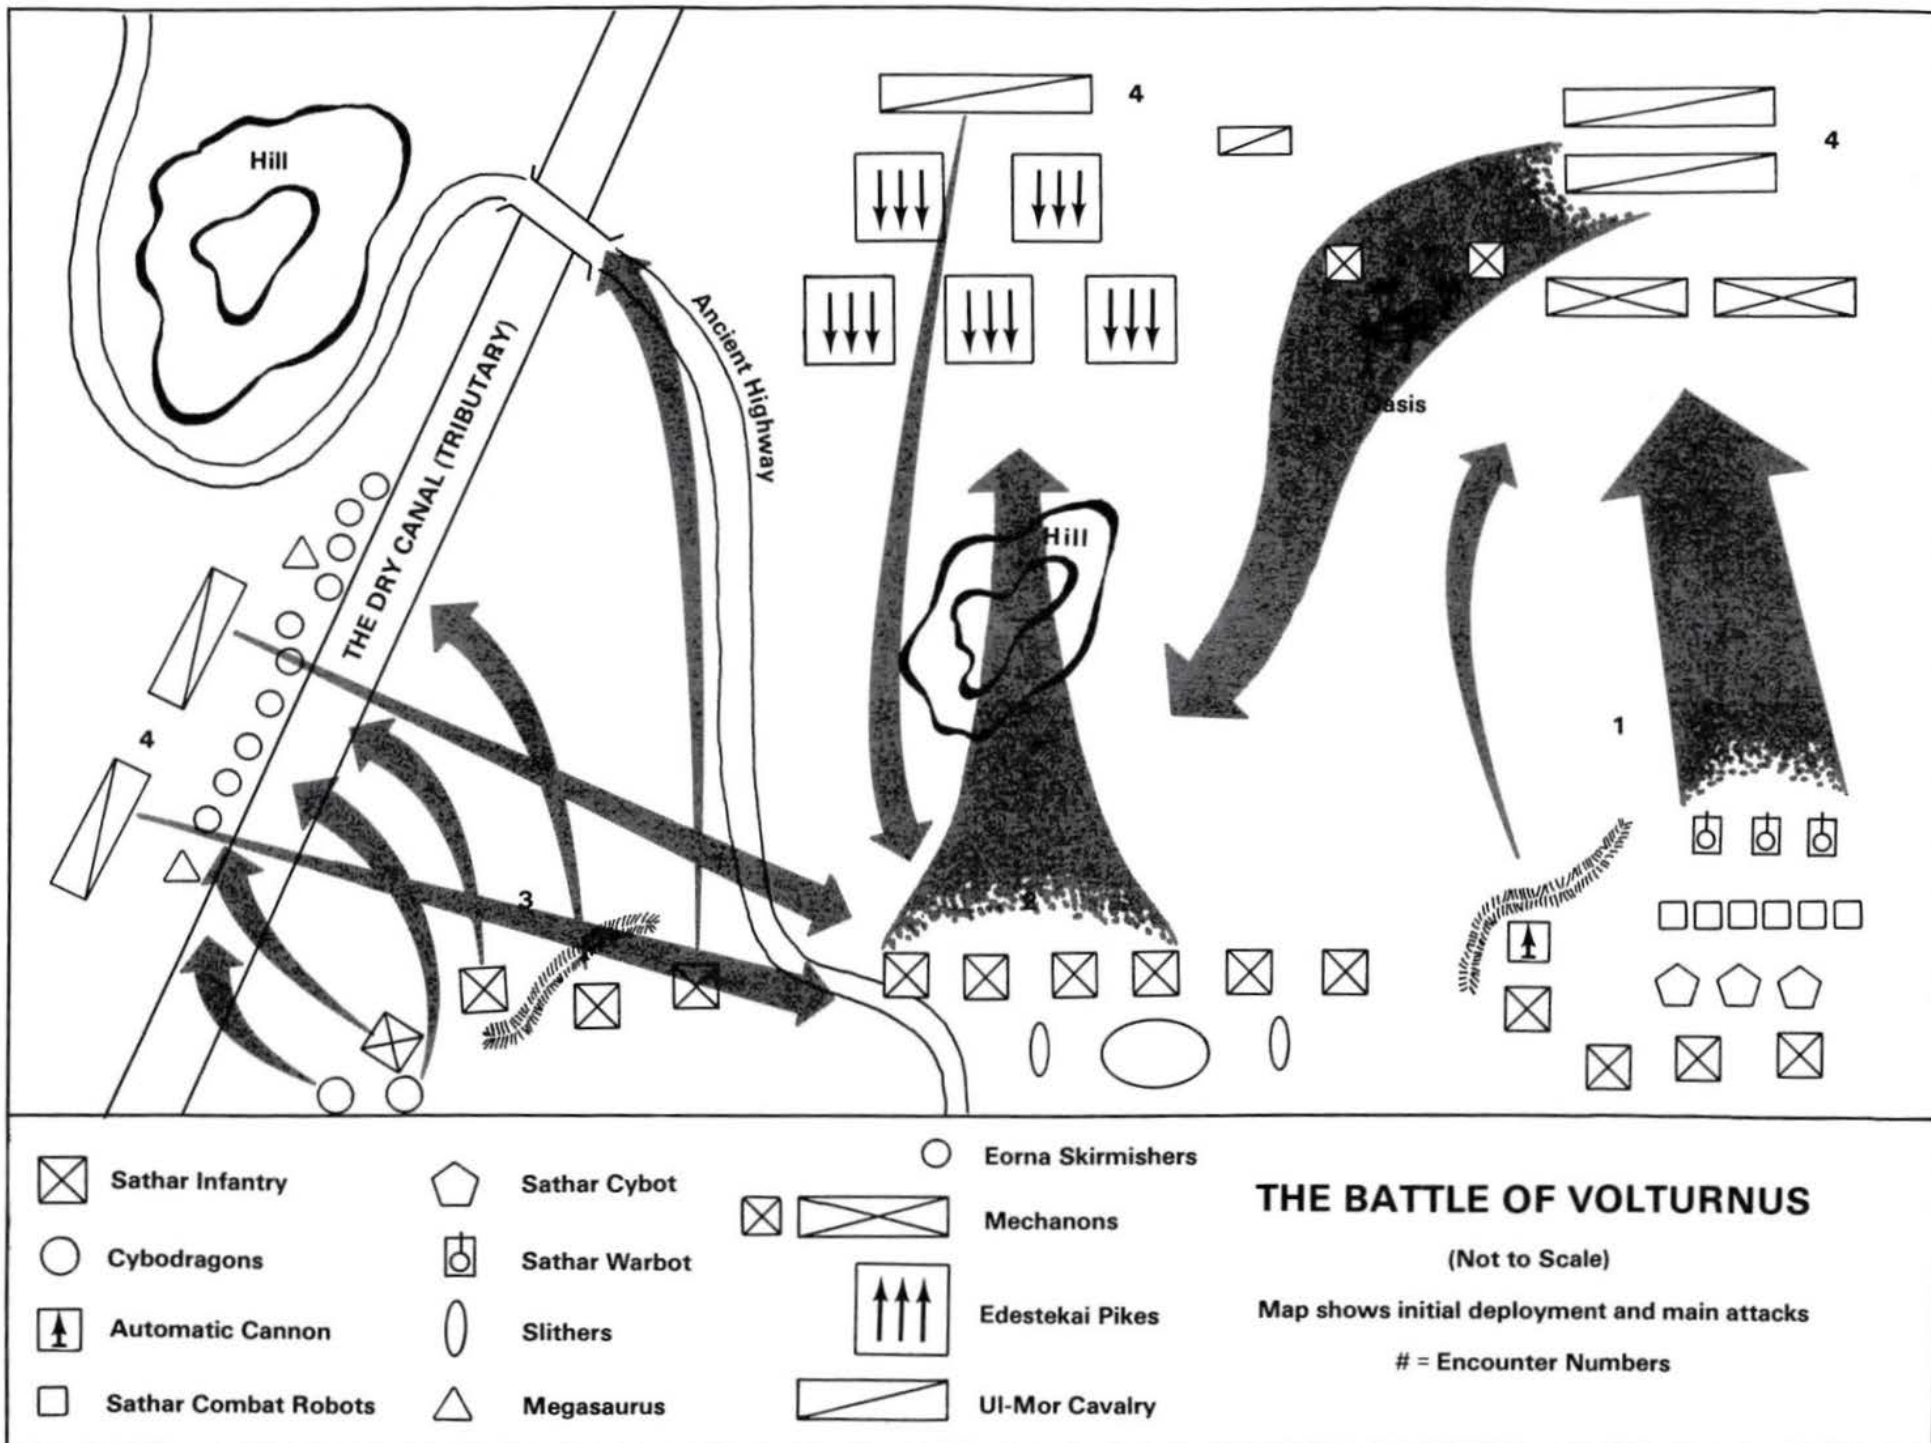 Hill
4
4
Ancient Highway
THE DRY CANAL (TRIBUTARY)
Oasis
Hill
1
4
3
2
Sathar Infantry
Cybodragons
Automatic Cannon
Sathar Combat Robots
Sathar Cybot
Sathar Warbot
Slithers
Megasaurus
Eorna Skirmishers
Mechanons
Edestekai Pikes
Ul-Mor Cavalry
THE BATTLE OF VOLTURNUS
(Not to Scale)
Map shows initial deployment and main attacks
# = Encounter Numbers